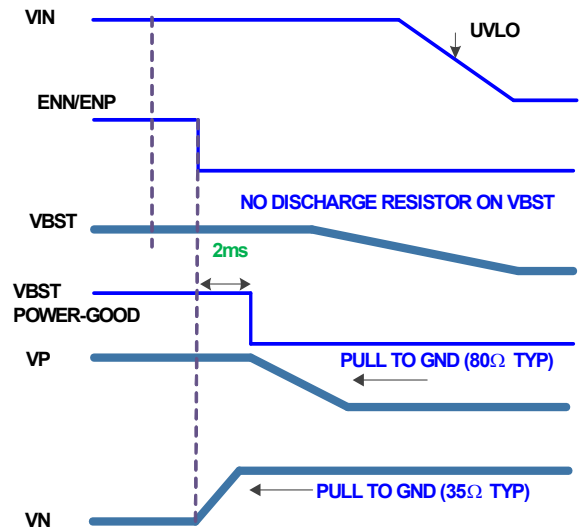 VIN
UVLO
ENN/ENP
NO DISCHARGE RESISTOR ON VBST
VBST
2ms
VBST
POWER-GOOD
VP
PULL TO GND (80Ω TYP)
PULL TO GND (35Ω TYP)
VN